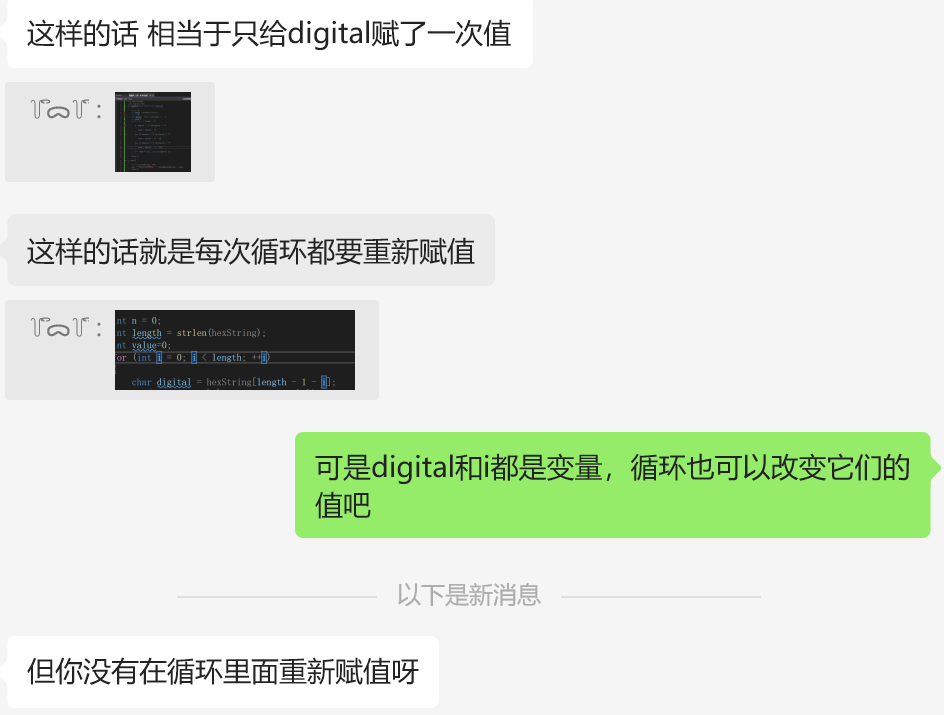 这样的话 相当于只给digital赋了一次值
这样的话就是每次循环都要重新赋值
nt n = 0;
nt length = strlen(hexString);
nt value=0;
or (int i = 0; i < length; ++i)
char digital = hexString[length - 1 - i];
可是digital和i都是变量，循环也可以改变它们的
值吧
以下是新消息
但你没有在循环里面重新赋值呀